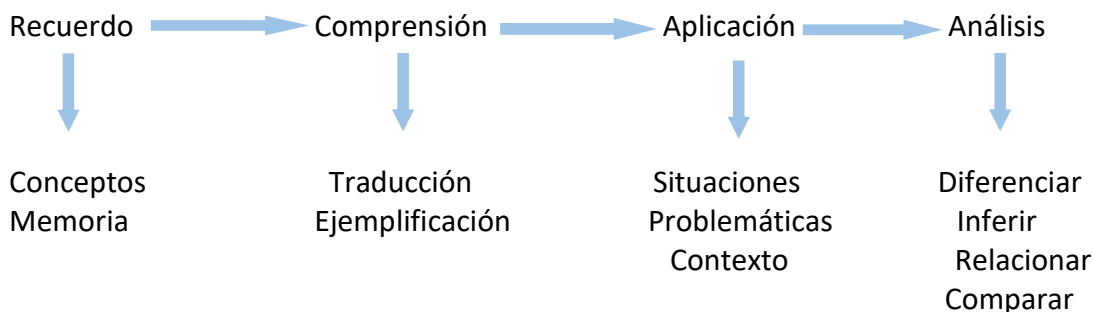 Recuerdo Comprensión Aplicación Análisis
Conceptos Traducción Situaciones Diferenciar
Memoria Ejemplificación Problemáticas Inferir
Contexto Relacionar
Comparar